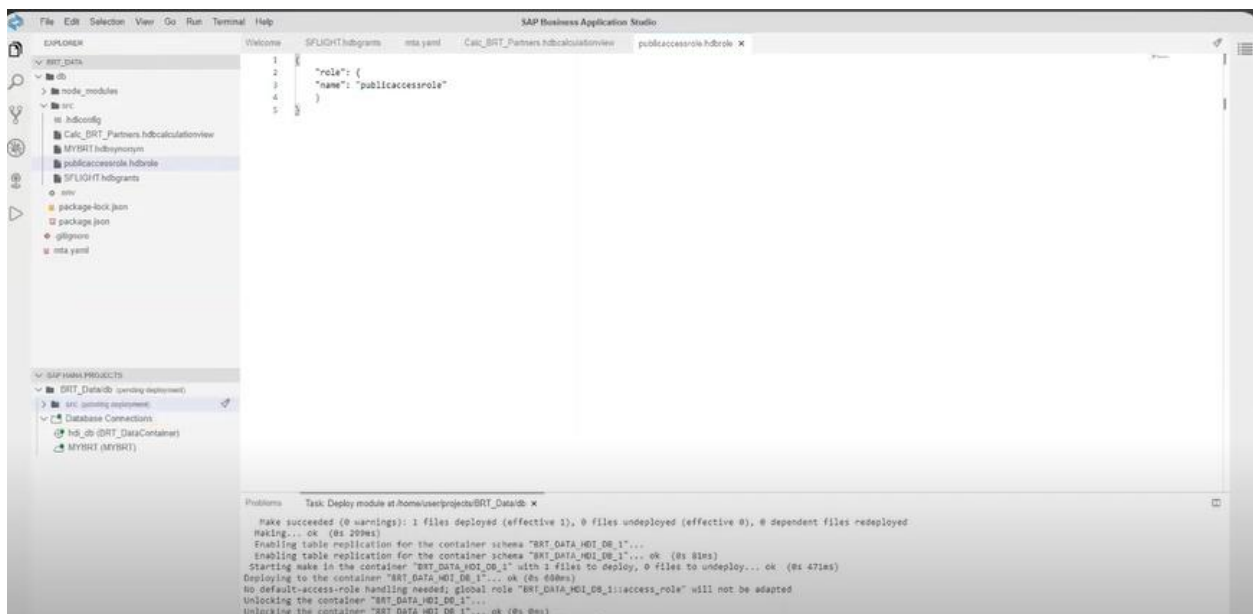 File Edit Selection View Go Run Terminal Help
SAP Business Application Studio
EXPLORER
Welcome SFLIGHT.hdbgrants mta.yaml Calc_BRT_Partners.hdbcalculationview publicaccessrole.hdbrole ×
BRT_DATA
db
node_modules
src
.hdiconfig
Calc_BRT_Partners.hdbcalculationview
MYBRT.hdbsynonym
publicaccessrole.hdbrole
SFLIGHT.hdbgrants
.env
package-lock.json
package.json
.gitignore
mta.yaml
1 {
2 "role": {
3 "name": "publicaccessrole"
4 }
5 }
SAP HANA PROJECTS
BRT_Data/db (pending deployment)
src (pending deployment)
Database Connections
hdi_db (BRT_DataContainer)
MYBRT (MYBRT)
Problems Task: Deploy module at /home/user/projects/BRT_Data/db ×
Make succeeded (0 warnings): 1 files deployed (effective 1), 0 files undeployed (effective 0), 0 dependent files redeployed
Making... ok (0s 209ms)
Enabling table replication for the container schema "BRT_DATA_HDI_DB_1"...
Enabling table replication for the container schema "BRT_DATA_HDI_DB_1"... ok (0s 81ms)
Starting make in the container "BRT_DATA_HDI_DB_1" with 1 files to deploy, 0 files to undeploy... ok (0s 471ms)
Deploying to the container "BRT_DATA_HDI_DB_1"... ok (0s 680ms)
No default-access-role handling needed; global role "BRT_DATA_HDI_DB_1::access_role" will not be adapted
Unlocking the container "BRT_DATA_HDI_DB_1"...
Unlocking the container "BRT_DATA_HDI_DB_1"... ok (0s 0ms)